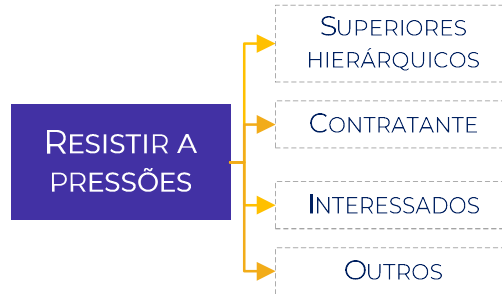 Resistir a
pressões
Superiores
hierárquicos
Contratante
Interessados
Outros